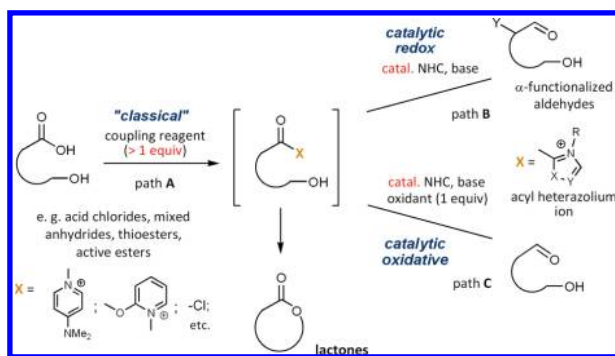 catalytic
redox
catal. NHC, base
path B
Y
O
OH
α-functionalized
aldehydes
"classical"
coupling reagent
(> 1 equiv)
path A
O
OH
OH
O
X
OH
e. g. acid chlorides, mixed
anhydrides, thioesters,
active esters
X =
N
⊕
NMe₂
;
O
N
⊕
; -Cl;
etc.
X =
R
⊕
N
X
Y
acyl heterazolium
ion
catal. NHC, base
oxidant (1 equiv)
catalytic
oxidative
path C
O
OH
O
O
lactones